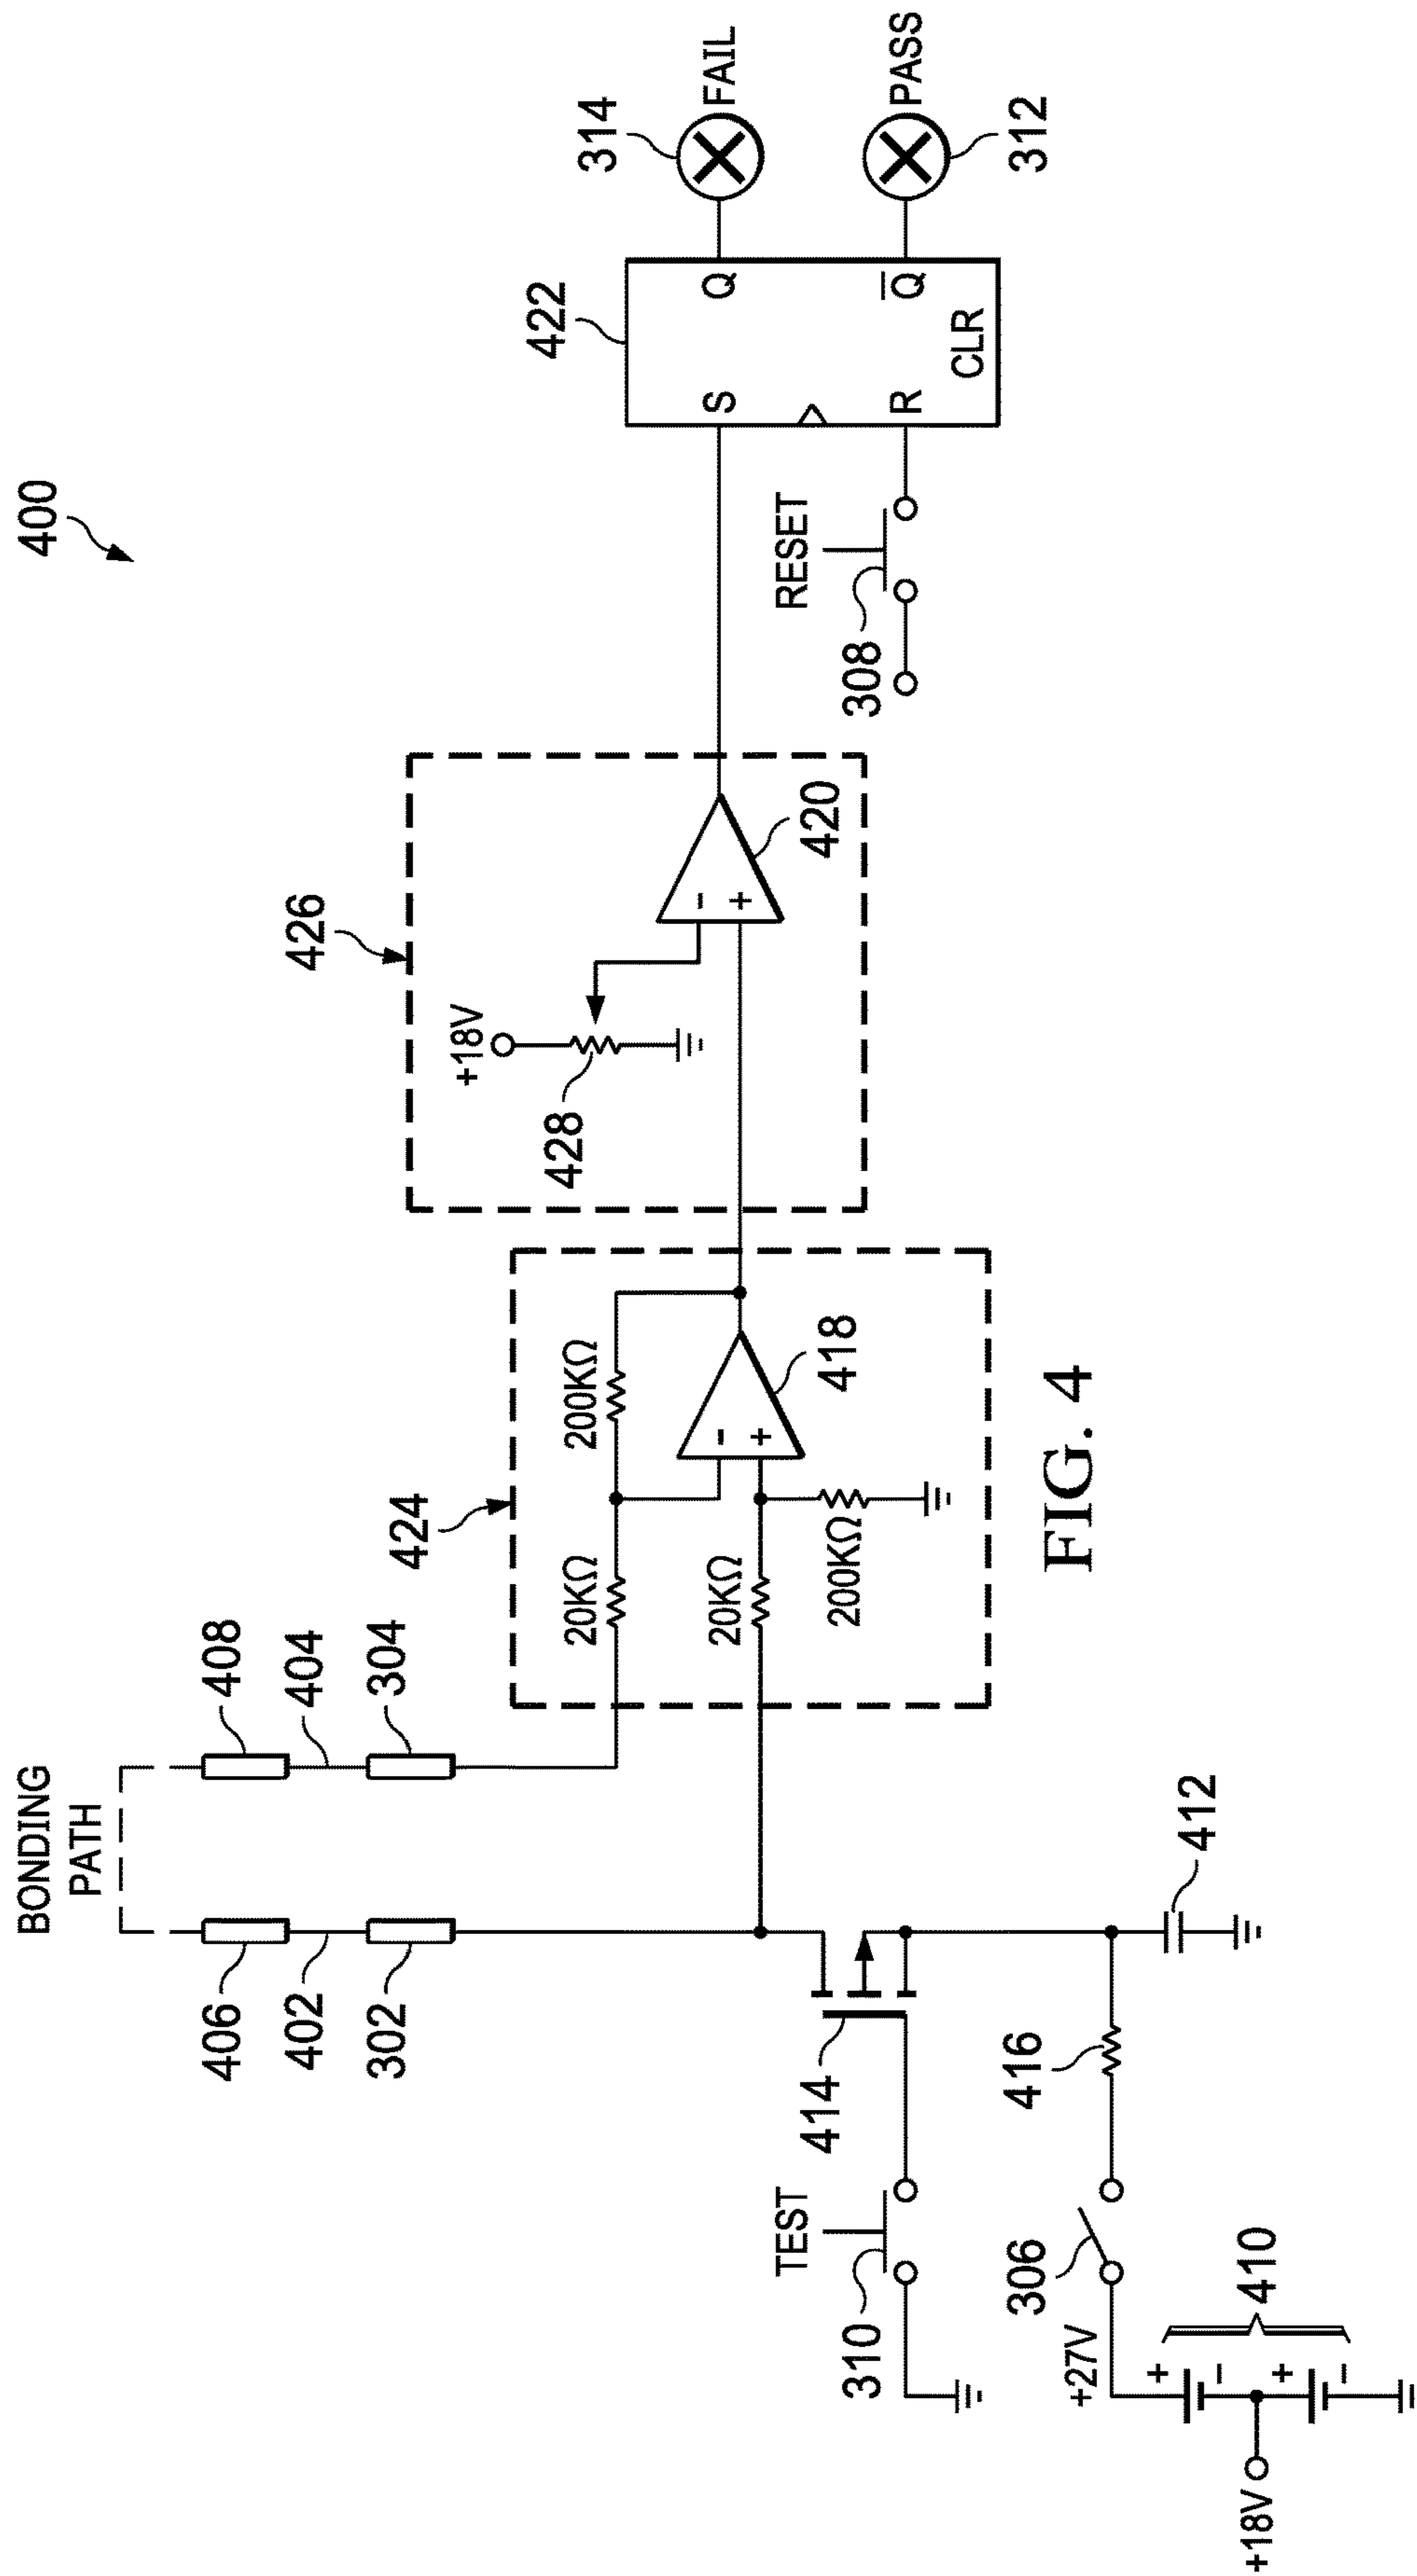 400
BONDING
PATH
406
402
302
408
404
304
424
20KΩ
200KΩ
20KΩ
200KΩ
-
+
418
426
+18V
428
-
+
420
422
S
Q
R
Q
CLR
314
FAIL
312
PASS
RESET
308
TEST
310
414
416
412
306
+27V
410
+
-
+
-
+18V
FIG. 4